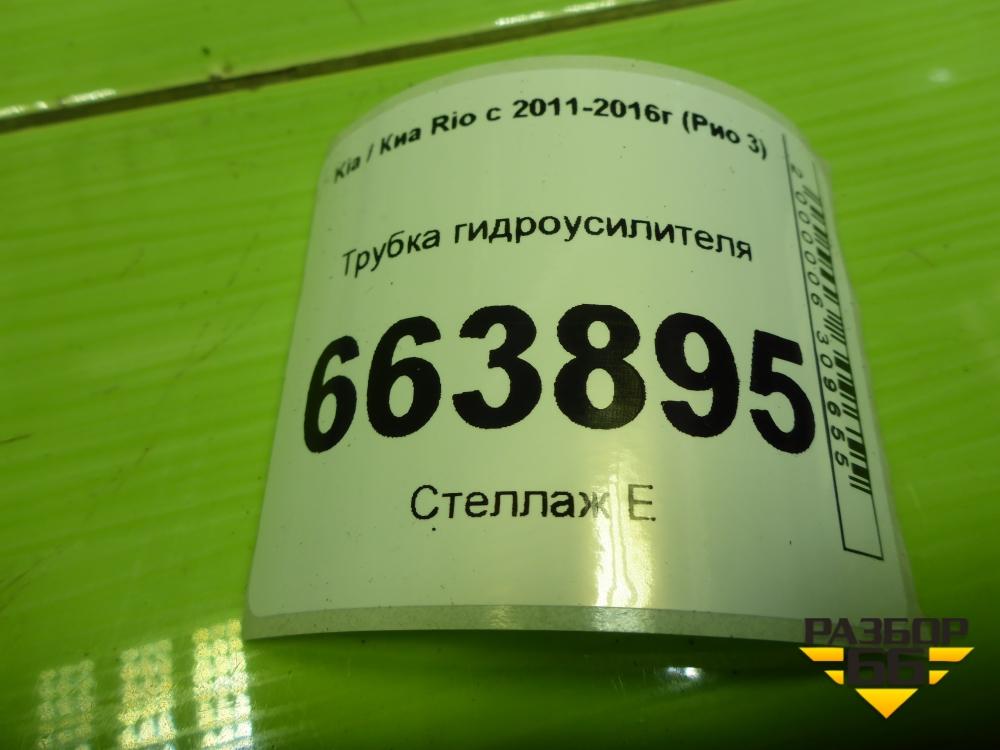 Kia / Киа Rio с 2011-2016г (Рио 3)
Трубка гидроусилителя
663895
Стеллаж Е
2000006309655
РАЗБОР
66